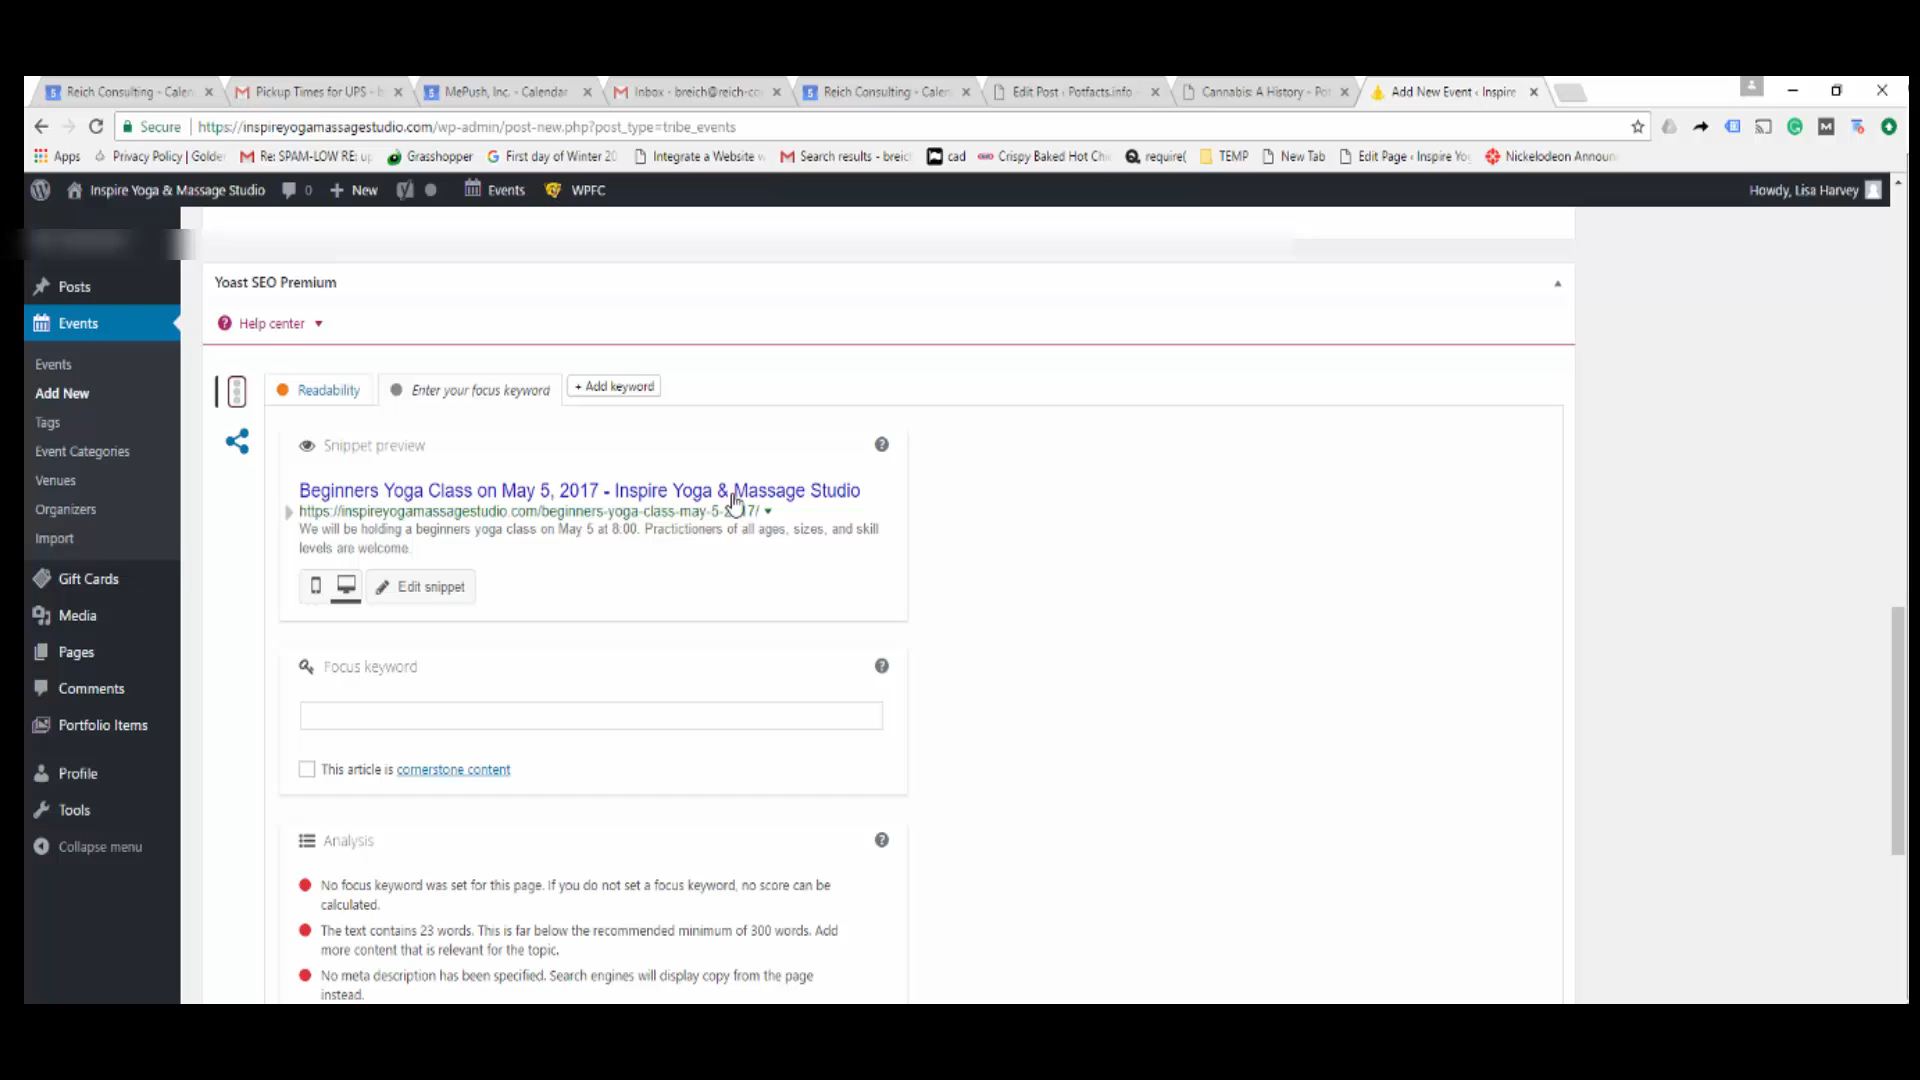 Reich Consulting - Calen
Pickup Times for UPS - b
MePush, Inc. - Calendar
Inbox - breich@reich-co
Reich Consulting - Calen
Edit Post ‹ Potfacts.info -
Cannabis: A History - Pot
Add New Event ‹ Inspire
Secure https://inspireyogamassagestudio.com/wp-admin/post-new.php?post_type=tribe_events
Apps
Privacy Policy | Golde
Re: SPAM-LOW RE: up
Grasshopper
First day of Winter 20
Integrate a Website w
Search results - breic
cad
Crispy Baked Hot Chi
require(
TEMP
New Tab
Edit Page ‹ Inspire Yo
Nickelodeon Announ
Inspire Yoga & Massage Studio 0 + New Events WPFC Howdy, Lisa Harvey
Posts
Events
Events
Add New
Tags
Event Categories
Venues
Organizers
Import
Gift Cards
Media
Pages
Comments
Portfolio Items
Profile
Tools
Collapse menu
Yoast SEO Premium
Help center
Readability
Enter your focus keyword
+ Add keyword
Snippet preview
Beginners Yoga Class on May 5, 2017 - Inspire Yoga & Massage Studio
https://inspireyogamassagestudio.com/beginners-yoga-class-may-5-2017/
We will be holding a beginners yoga class on May 5 at 8:00. Practictioners of all ages, sizes, and skill
levels are welcome.
Edit snippet
Focus keyword
This article is cornerstone content
Analysis
No focus keyword was set for this page. If you do not set a focus keyword, no score can be
calculated.
The text contains 23 words. This is far below the recommended minimum of 300 words. Add
more content that is relevant for the topic.
No meta description has been specified. Search engines will display copy from the page
instead.